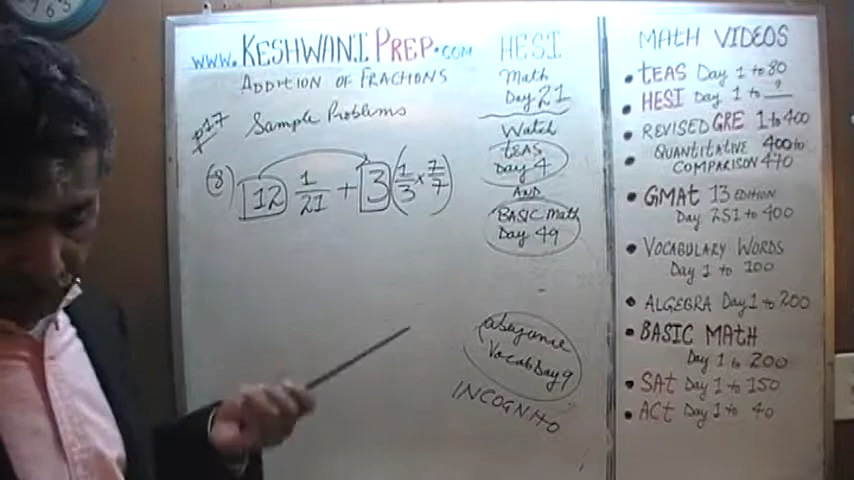 www.KESHWANIPREP.COM
ADDITION OF FRACTIONS
p17
Sample Problems
(8) 12 1/21 + 3 (1/3 x 7/7)
HESI
Math
Day 21
Watch
TEAS
Day 4
AND
BASIC Math
Day 49
abeyance
Vocab Day 9
INCOGNITO
MATH VIDEOS
• TEAS Day 1 to 80
• HESI Day 1 to ?
• REVISED GRE 1 to 400
• QUANTITATIVE 400 to
COMPARISON 470
• GMAT 13 EDITION
Day 251 to 400
• VOCABULARY WORDS
Day 1 to 100
• ALGEBRA Day 1 to 200
• BASIC MATH
Day 1 to 200
• SAT Day 1 to 150
• ACT Day 1 to 40